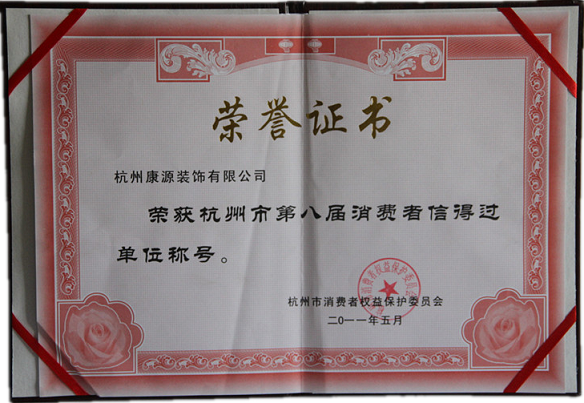 荣誉证书
杭州康源装饰有限公司
荣获杭州市第八届消费者信得过
单位称号。
杭州市消费者权益保护委员会
二〇一一年五月